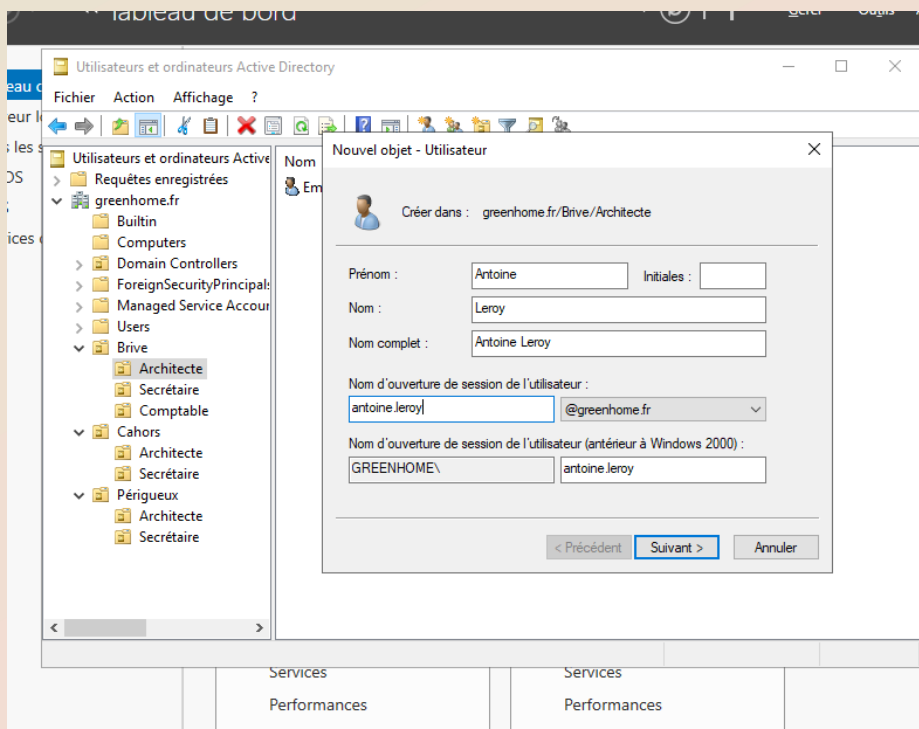 Tableau de bord
Gérer Outils
Utilisateurs et ordinateurs Active Directory
Fichier Action Affichage ?
Utilisateurs et ordinateurs Active
Requêtes enregistrées
greenhome.fr
Builtin
Computers
Domain Controllers
ForeignSecurityPrincipals
Managed Service Accoun
Users
Brive
Architecte
Secrétaire
Comptable
Cahors
Architecte
Secrétaire
Périgueux
Architecte
Secrétaire
Nom
Em
Nouvel objet - Utilisateur
Créer dans : greenhome.fr/Brive/Architecte
Prénom : Antoine Initiales :
Nom : Leroy
Nom complet : Antoine Leroy
Nom d'ouverture de session de l'utilisateur :
antoine.leroy @greenhome.fr
Nom d'ouverture de session de l'utilisateur (antérieur à Windows 2000) :
GREENHOME\ antoine.leroy
< Précédent Suivant > Annuler
Services Services
Performances Performances